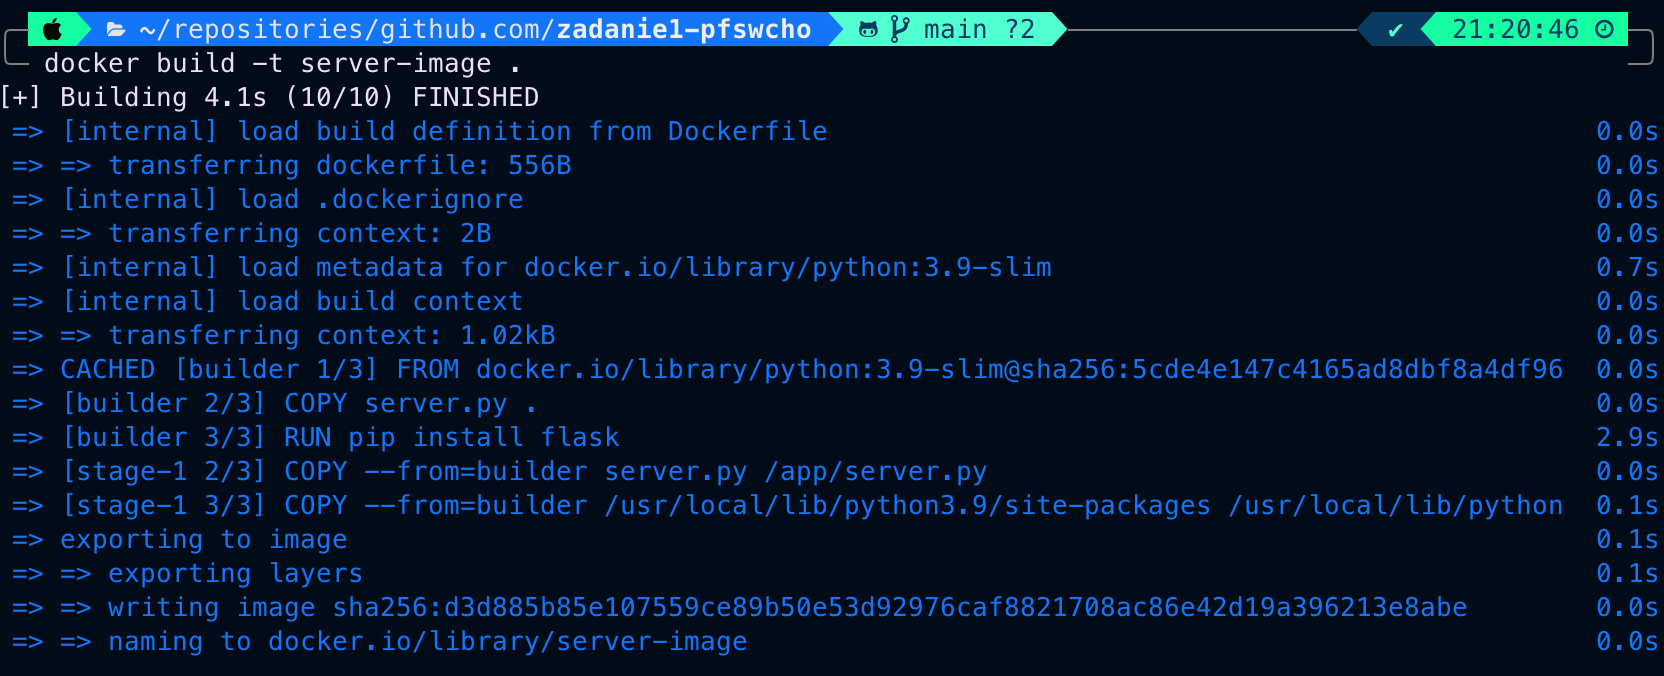 ~/repositories/github.com/zadanie1-pfswcho main ?2 ✔ 21:20:46
docker build -t server-image .
[+] Building 4.1s (10/10) FINISHED
=> [internal] load build definition from Dockerfile 0.0s
=> => transferring dockerfile: 556B 0.0s
=> [internal] load .dockerignore 0.0s
=> => transferring context: 2B 0.0s
=> [internal] load metadata for docker.io/library/python:3.9-slim 0.7s
=> [internal] load build context 0.0s
=> => transferring context: 1.02kB 0.0s
=> CACHED [builder 1/3] FROM docker.io/library/python:3.9-slim@sha256:5cde4e147c4165ad8dbf8a4df96 0.0s
=> [builder 2/3] COPY server.py . 0.0s
=> [builder 3/3] RUN pip install flask 2.9s
=> [stage-1 2/3] COPY --from=builder server.py /app/server.py 0.0s
=> [stage-1 3/3] COPY --from=builder /usr/local/lib/python3.9/site-packages /usr/local/lib/python 0.1s
=> exporting to image 0.1s
=> => exporting layers 0.1s
=> => writing image sha256:d3d885b85e107559ce89b50e53d92976caf8821708ac86e42d19a396213e8abe 0.0s
=> => naming to docker.io/library/server-image 0.0s